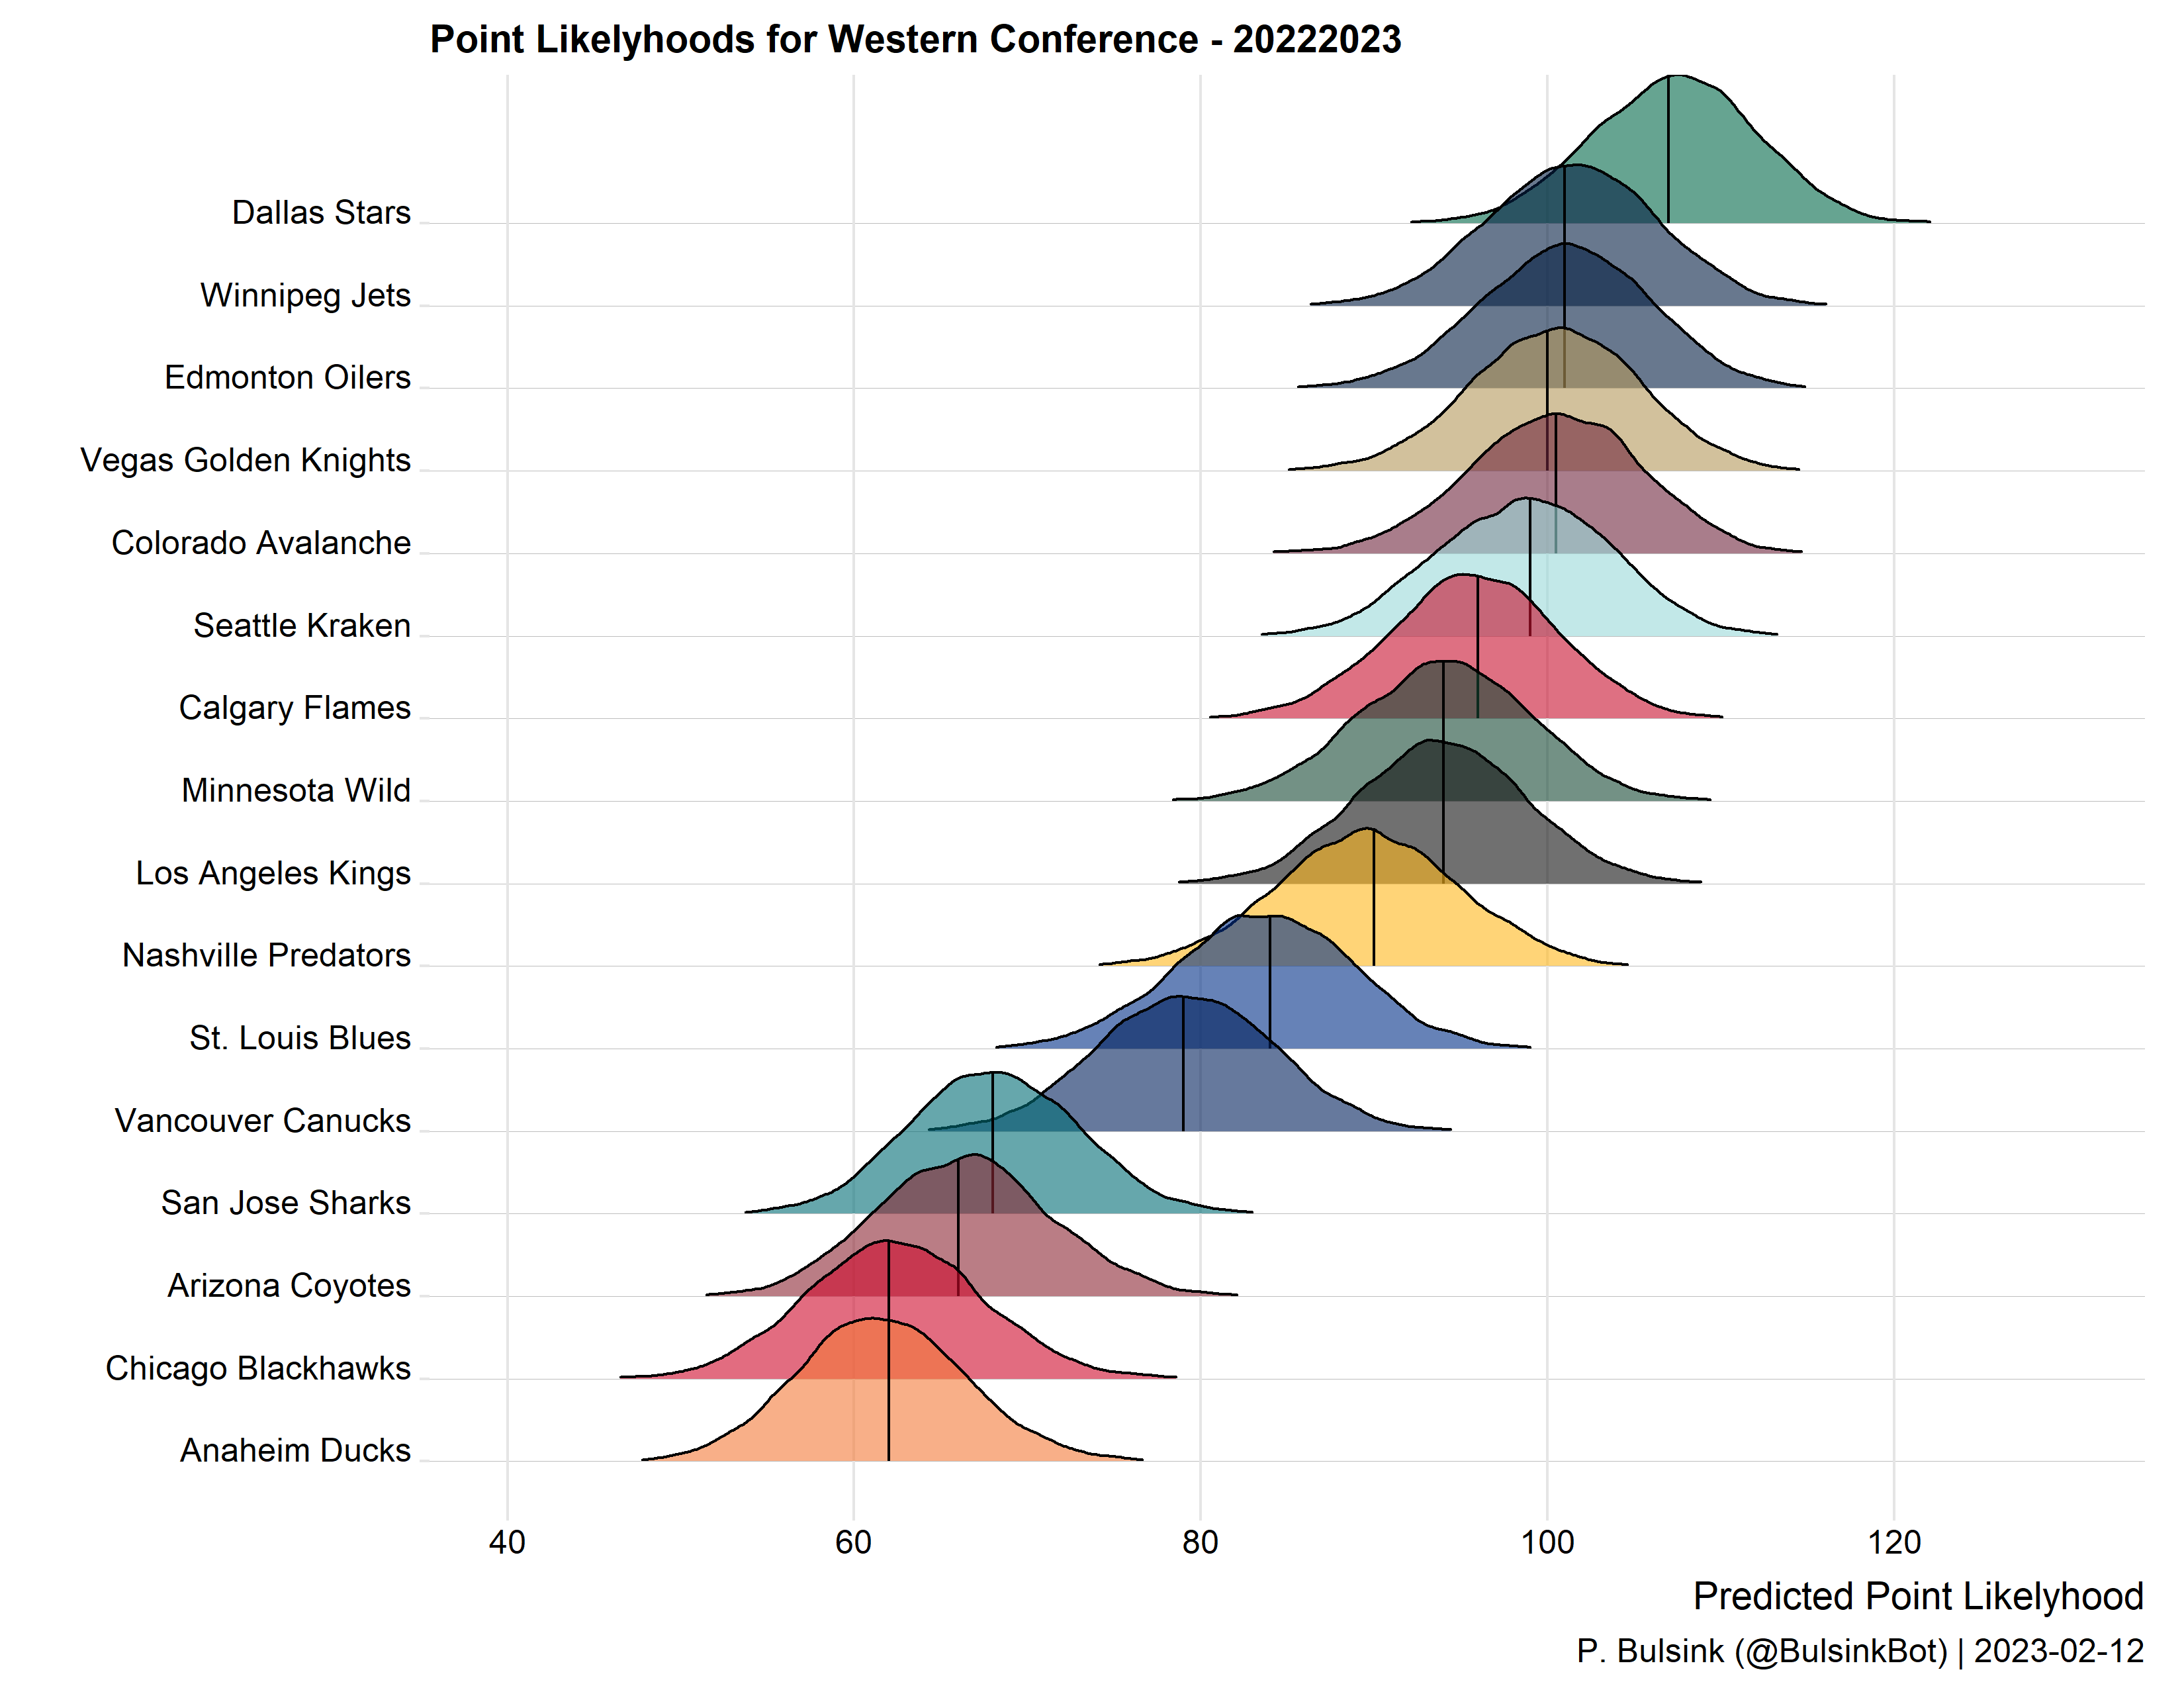 Point Likelyhoods for Western Conference - 20222023
Dallas Stars
Winnipeg Jets
Edmonton Oilers
Vegas Golden Knights
Colorado Avalanche
Seattle Kraken
Calgary Flames
Minnesota Wild
Los Angeles Kings
Nashville Predators
St. Louis Blues
Vancouver Canucks
San Jose Sharks
Arizona Coyotes
Chicago Blackhawks
Anaheim Ducks
40 60 80 100 120
Predicted Point Likelyhood
P. Bulsink (@BulsinkBot) | 2023-02-12